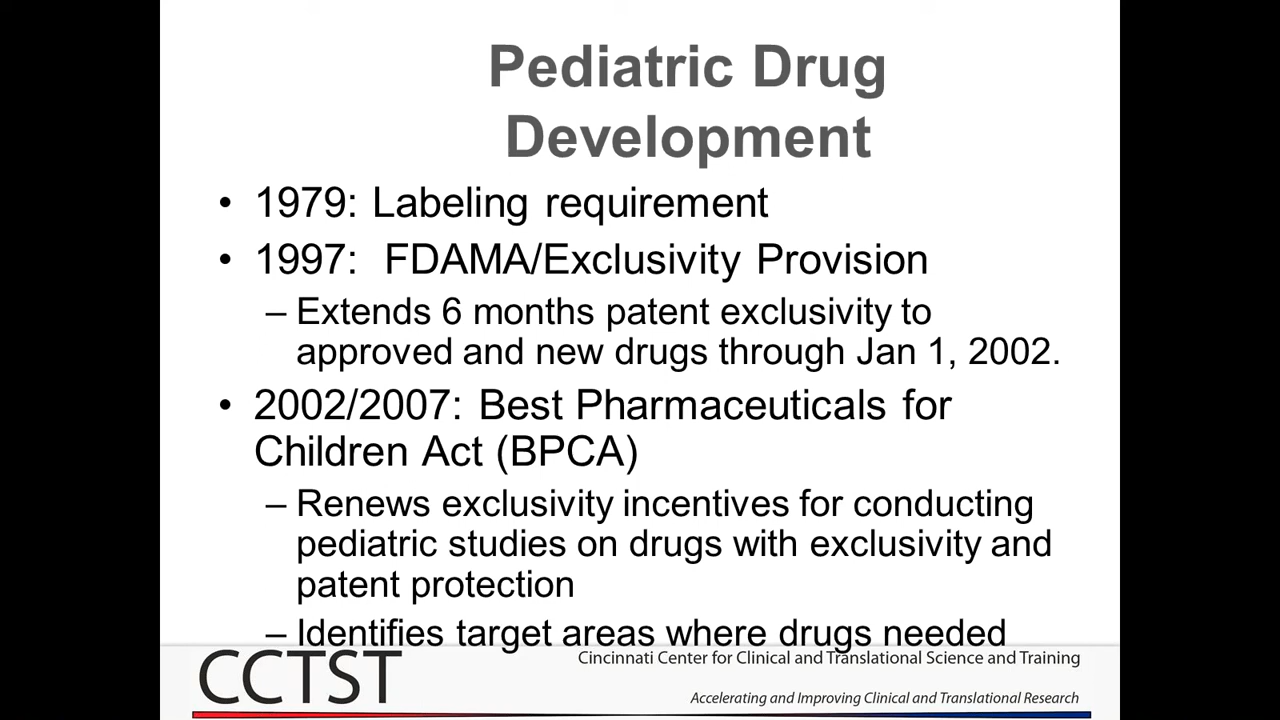 Pediatric Drug
Development
• 1979: Labeling requirement
• 1997: FDAMA/Exclusivity Provision
– Extends 6 months patent exclusivity to
approved and new drugs through Jan 1, 2002.
• 2002/2007: Best Pharmaceuticals for
Children Act (BPCA)
– Renews exclusivity incentives for conducting
pediatric studies on drugs with exclusivity and
patent protection
– Identifies target areas where drugs needed
CCTST
Cincinnati Center for Clinical and Translational Science and Training
Accelerating and Improving Clinical and Translational Research